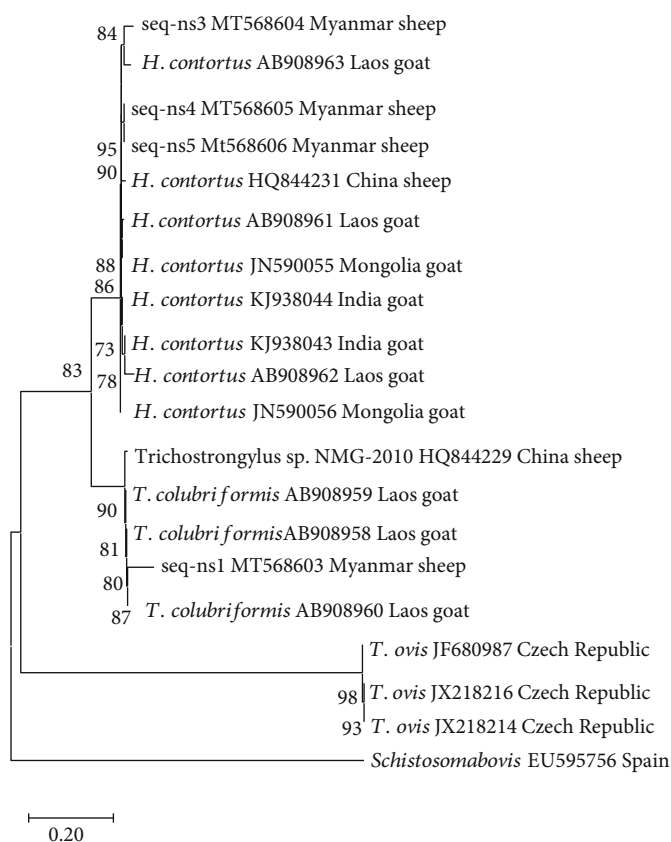 84
seq-ns3 MT568604 Myanmar sheep
H. contortus AB908963 Laos goat
seq-ns4 MT568605 Myanmar sheep
95
seq-ns5 Mt568606 Myanmar sheep
90
H. contortus HQ844231 China sheep
H. contortus AB908961 Laos goat
88
H. contortus JN590055 Mongolia goat
86
H. contortus KJ938044 India goat
73
H. contortus KJ938043 India goat
83
78
H. contortus AB908962 Laos goat
H. contortus JN590056 Mongolia goat
Trichostrongylus sp. NMG-2010 HQ844229 China sheep
90
T. colubriformis AB908959 Laos goat
T. colubriformisAB908958 Laos goat
81
seq-ns1 MT568603 Myanmar sheep
80
87
T. colubriformis AB908960 Laos goat
T. ovis JF680987 Czech Republic
98
T. ovis JX218216 Czech Republic
93
T. ovis JX218214 Czech Republic
Schistosomabovis EU595756 Spain
0.20